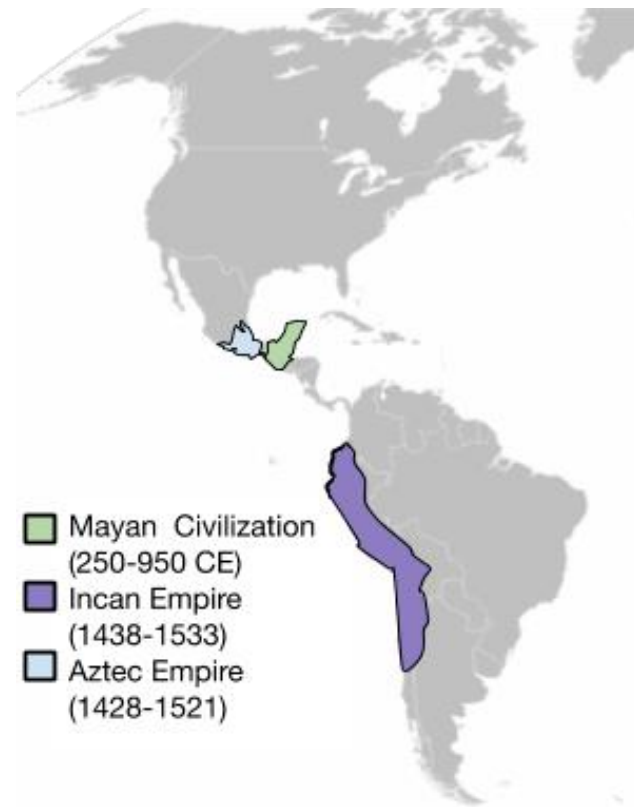 Mayan Civilization
(250-950 CE)
Incan Empire
(1438-1533)
Aztec Empire
(1428-1521)